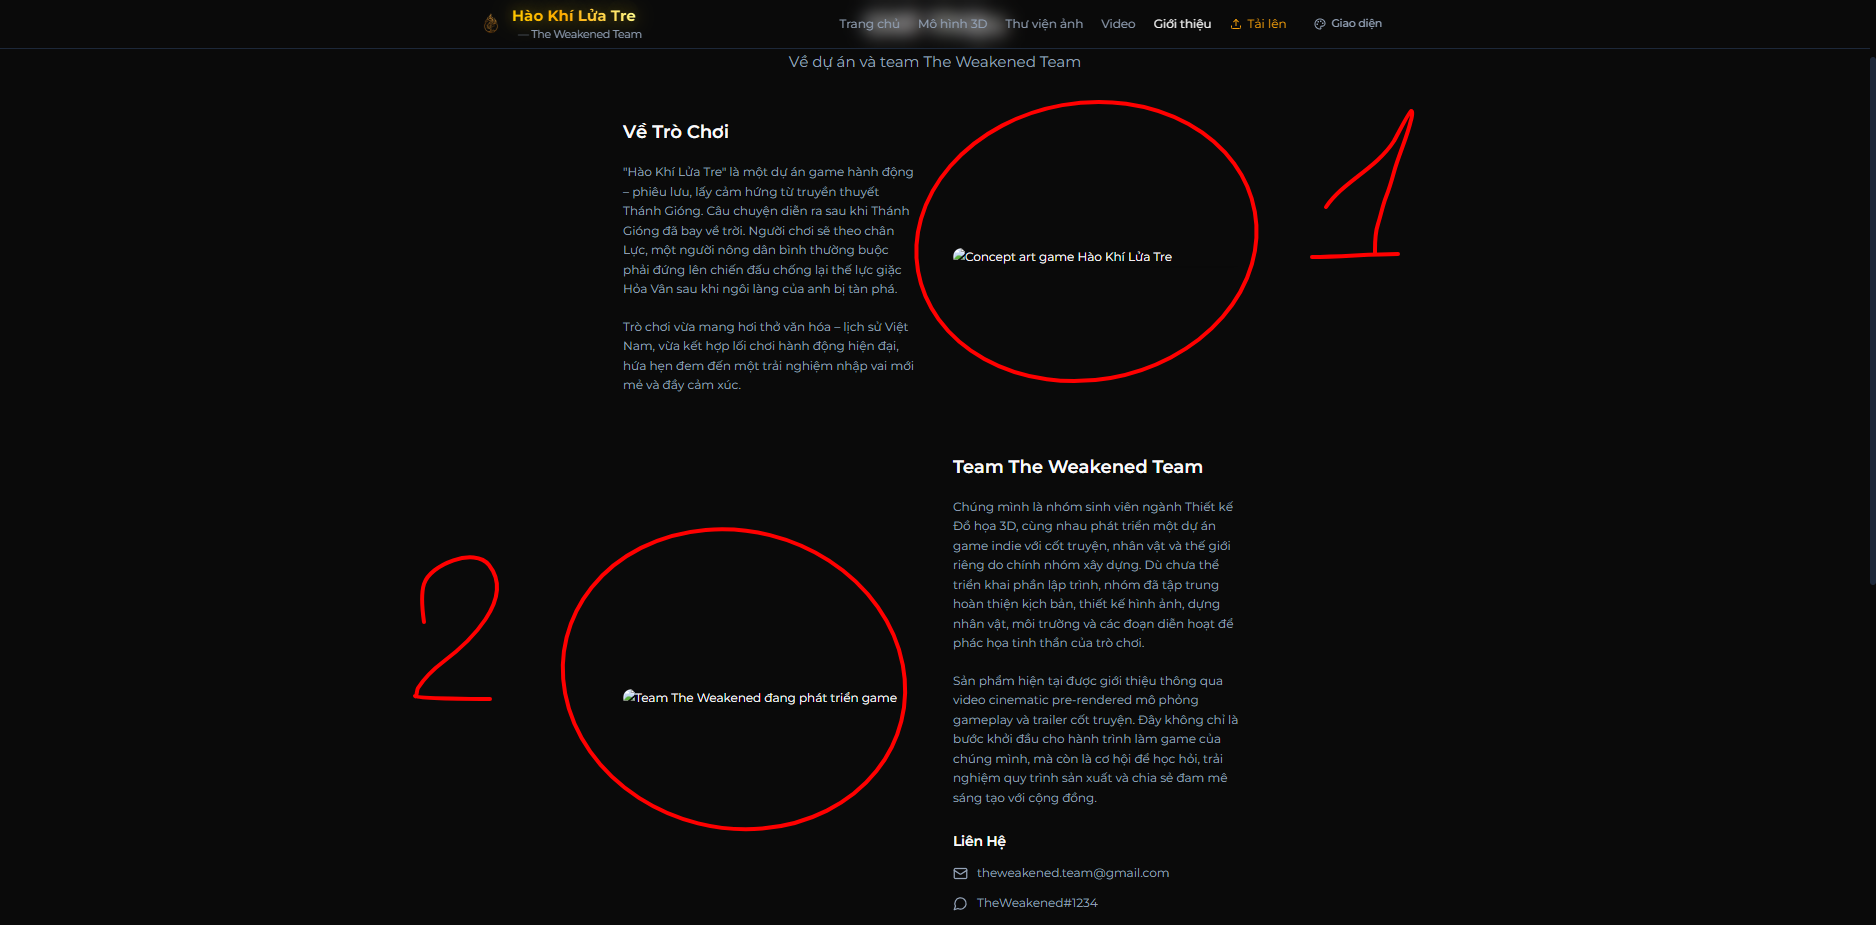 Hào Khí Lửa Tre
— The Weakened Team
Trang chủ Mô hình 3D Thư viện ảnh Video Giới thiệu Tải lên Giao diện
Về dự án và team The Weakened Team
Về Trò Chơi
"Hào Khí Lửa Tre" là một dự án game hành động
– phiêu lưu, lấy cảm hứng từ truyền thuyết
Thánh Gióng. Câu chuyện diễn ra sau khi Thánh
Gióng đã bay về trời. Người chơi sẽ theo chân
Lực, một người nông dân bình thường buộc
phải đứng lên chiến đấu chống lại thế lực giặc
Hỏa Vân sau khi ngôi làng của anh bị tàn phá.
Trò chơi vừa mang hơi thở văn hóa – lịch sử Việt
Nam, vừa kết hợp lối chơi hành động hiện đại,
hứa hẹn đem đến một trải nghiệm nhập vai mới
mẻ và đầy cảm xúc.
Concept art game Hào Khí Lửa Tre
1
2
Team The Weakened đang phát triển game
Team The Weakened Team
Chúng mình là nhóm sinh viên ngành Thiết kế
Đồ họa 3D, cùng nhau phát triển một dự án
game indie với cốt truyện, nhân vật và thế giới
riêng do chính nhóm xây dựng. Dù chưa thể
triển khai phần lập trình, nhóm đã tập trung
hoàn thiện kịch bản, thiết kế hình ảnh, dựng
nhân vật, môi trường và các đoạn diễn hoạt để
phác họa tinh thần của trò chơi.
Sản phẩm hiện tại được giới thiệu thông qua
video cinematic pre-rendered mô phỏng
gameplay và trailer cốt truyện. Đây không chỉ là
bước khởi đầu cho hành trình làm game của
chúng mình, mà còn là cơ hội để học hỏi, trải
nghiệm quy trình sản xuất và chia sẻ đam mê
sáng tạo với cộng đồng.
Liên Hệ
theweakened.team@gmail.com
TheWeakened#1234